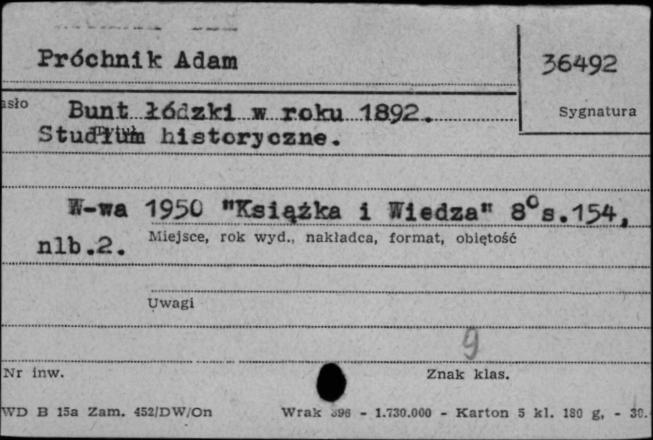 Próchnik Adam
36492
Sygnatura
Bunt łódzki w roku 1892.
Studium historyczne.
W-wa 1950 "Książka i Wiedza" 8° s.154,
Miejsce, rok wyd., nakładca, format, objętość
nlb.2.
Uwagi
9
Nr inw.
Znak klas.
WD B 15a Zam. 452/DW/On
Wrak - 1.730.000 - Karton 5 kl. 180 g, - 30.